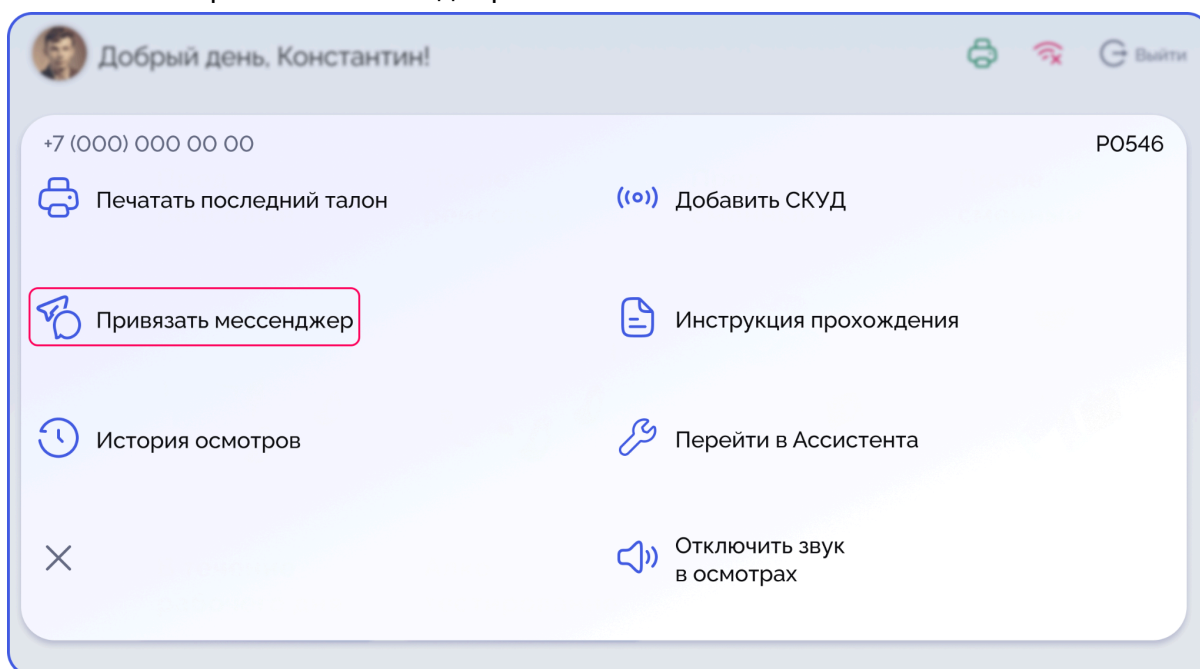 Добрый день, Константин!
Выйти
+7 (000) 000 00 00
P0546
Печатать последний талон
Добавить СКУД
Привязать мессенджер
Инструкция прохождения
История осмотров
Перейти в Ассистента
Отключить звук
в осмотрах